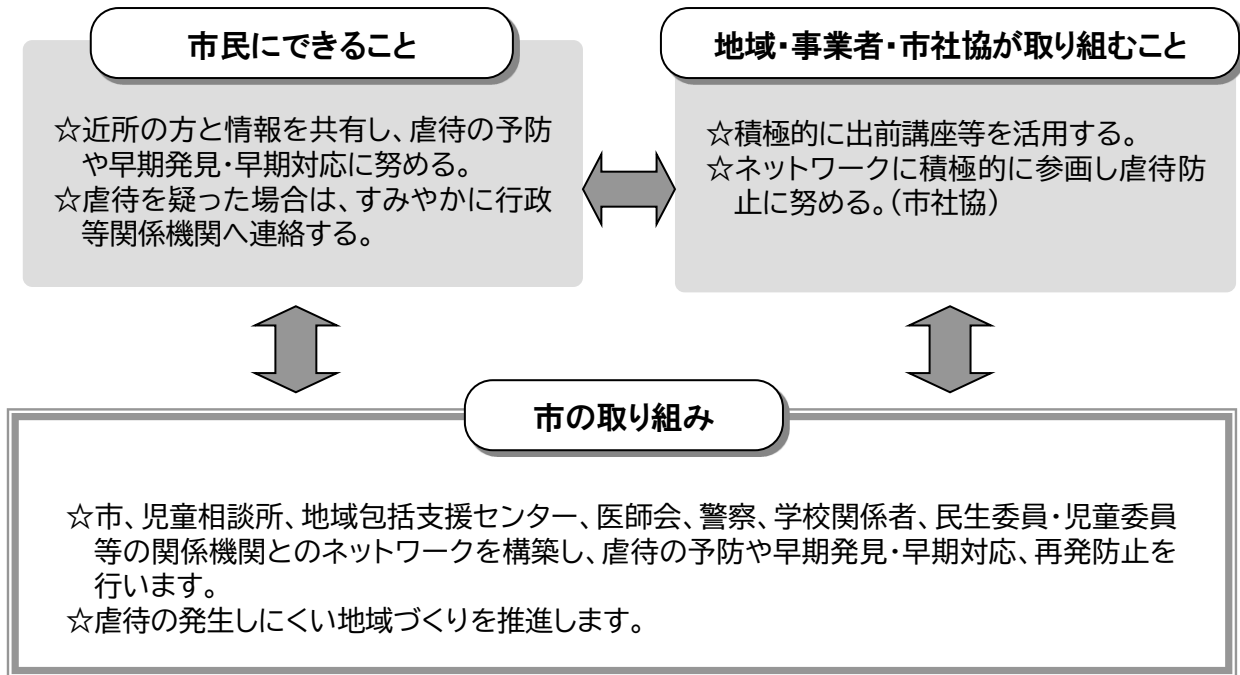 市民にできること
☆近所の方と情報を共有し、虐待の予防
や早期発見・早期対応に努める。
☆虐待を疑った場合は、すみやかに行政
等関係機関へ連絡する。
地域・事業者・市社協が取り組むこと
☆積極的に出前講座等を活用する。
☆ネットワークに積極的に参画し虐待防
止に努める。(市社協)
市の取り組み
☆市、児童相談所、地域包括支援センター、医師会、警察、学校関係者、民生委員・児童委員
等の関係機関とのネットワークを構築し、虐待の予防や早期発見・早期対応、再発防止を
行います。
☆虐待の発生しにくい地域づくりを推進します。